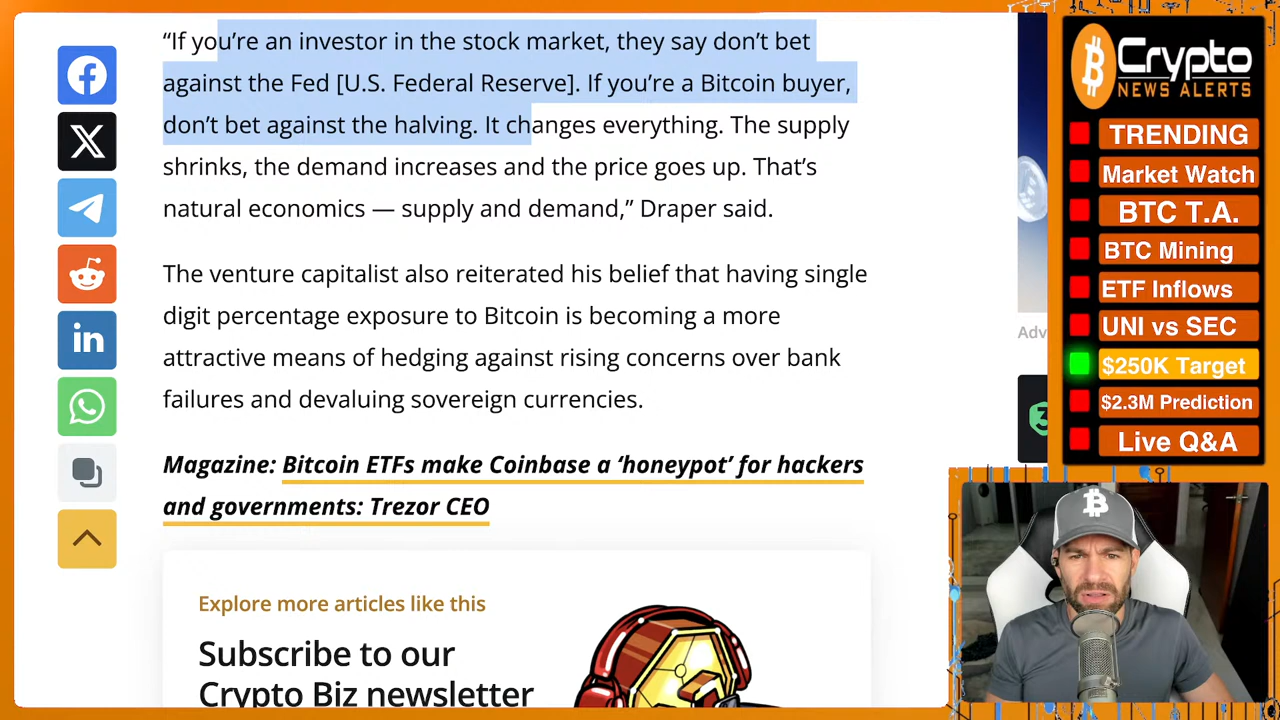 “If you’re an investor in the stock market, they say don’t bet
against the Fed [U.S. Federal Reserve]. If you’re a Bitcoin buyer,
don’t bet against the halving. It changes everything. The supply
shrinks, the demand increases and the price goes up. That’s
natural economics — supply and demand,” Draper said.
The venture capitalist also reiterated his belief that having single
digit percentage exposure to Bitcoin is becoming a more
attractive means of hedging against rising concerns over bank
failures and devaluing sovereign currencies.
Magazine: Bitcoin ETFs make Coinbase a ‘honeypot’ for hackers
and governments: Trezor CEO
Explore more articles like this
Subscribe to our
Crypto Biz newsletter
Adv
Crypto
NEWS ALERTS
TRENDING
Market Watch
BTC T.A.
BTC Mining
ETF Inflows
UNI vs SEC
$250K Target
$2.3M Prediction
Live Q&A